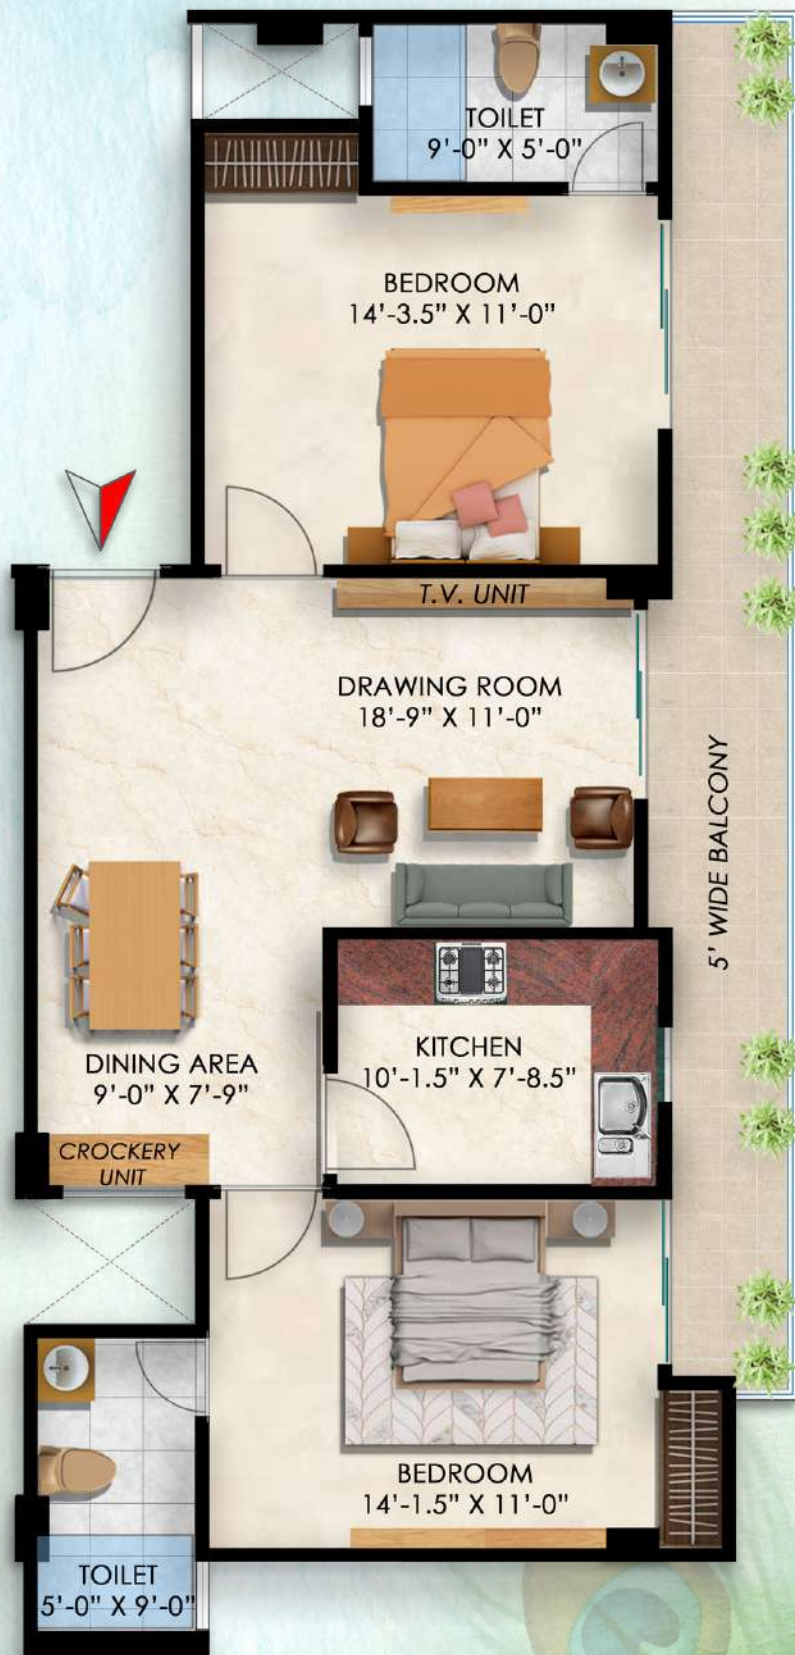 TOILET
9'-0" X 5'-0"
BEDROOM
14'-3.5" X 11'-0"
T.V. UNIT
DRAWING ROOM
18'-9" X 11'-0"
5' WIDE BALCONY
KITCHEN
10'-1.5" X 7'-8.5"
DINING AREA
9'-0" X 7'-9"
CROCKERY
UNIT
BEDROOM
14'-1.5" X 11'-0"
TOILET
5'-0" X 9'-0"